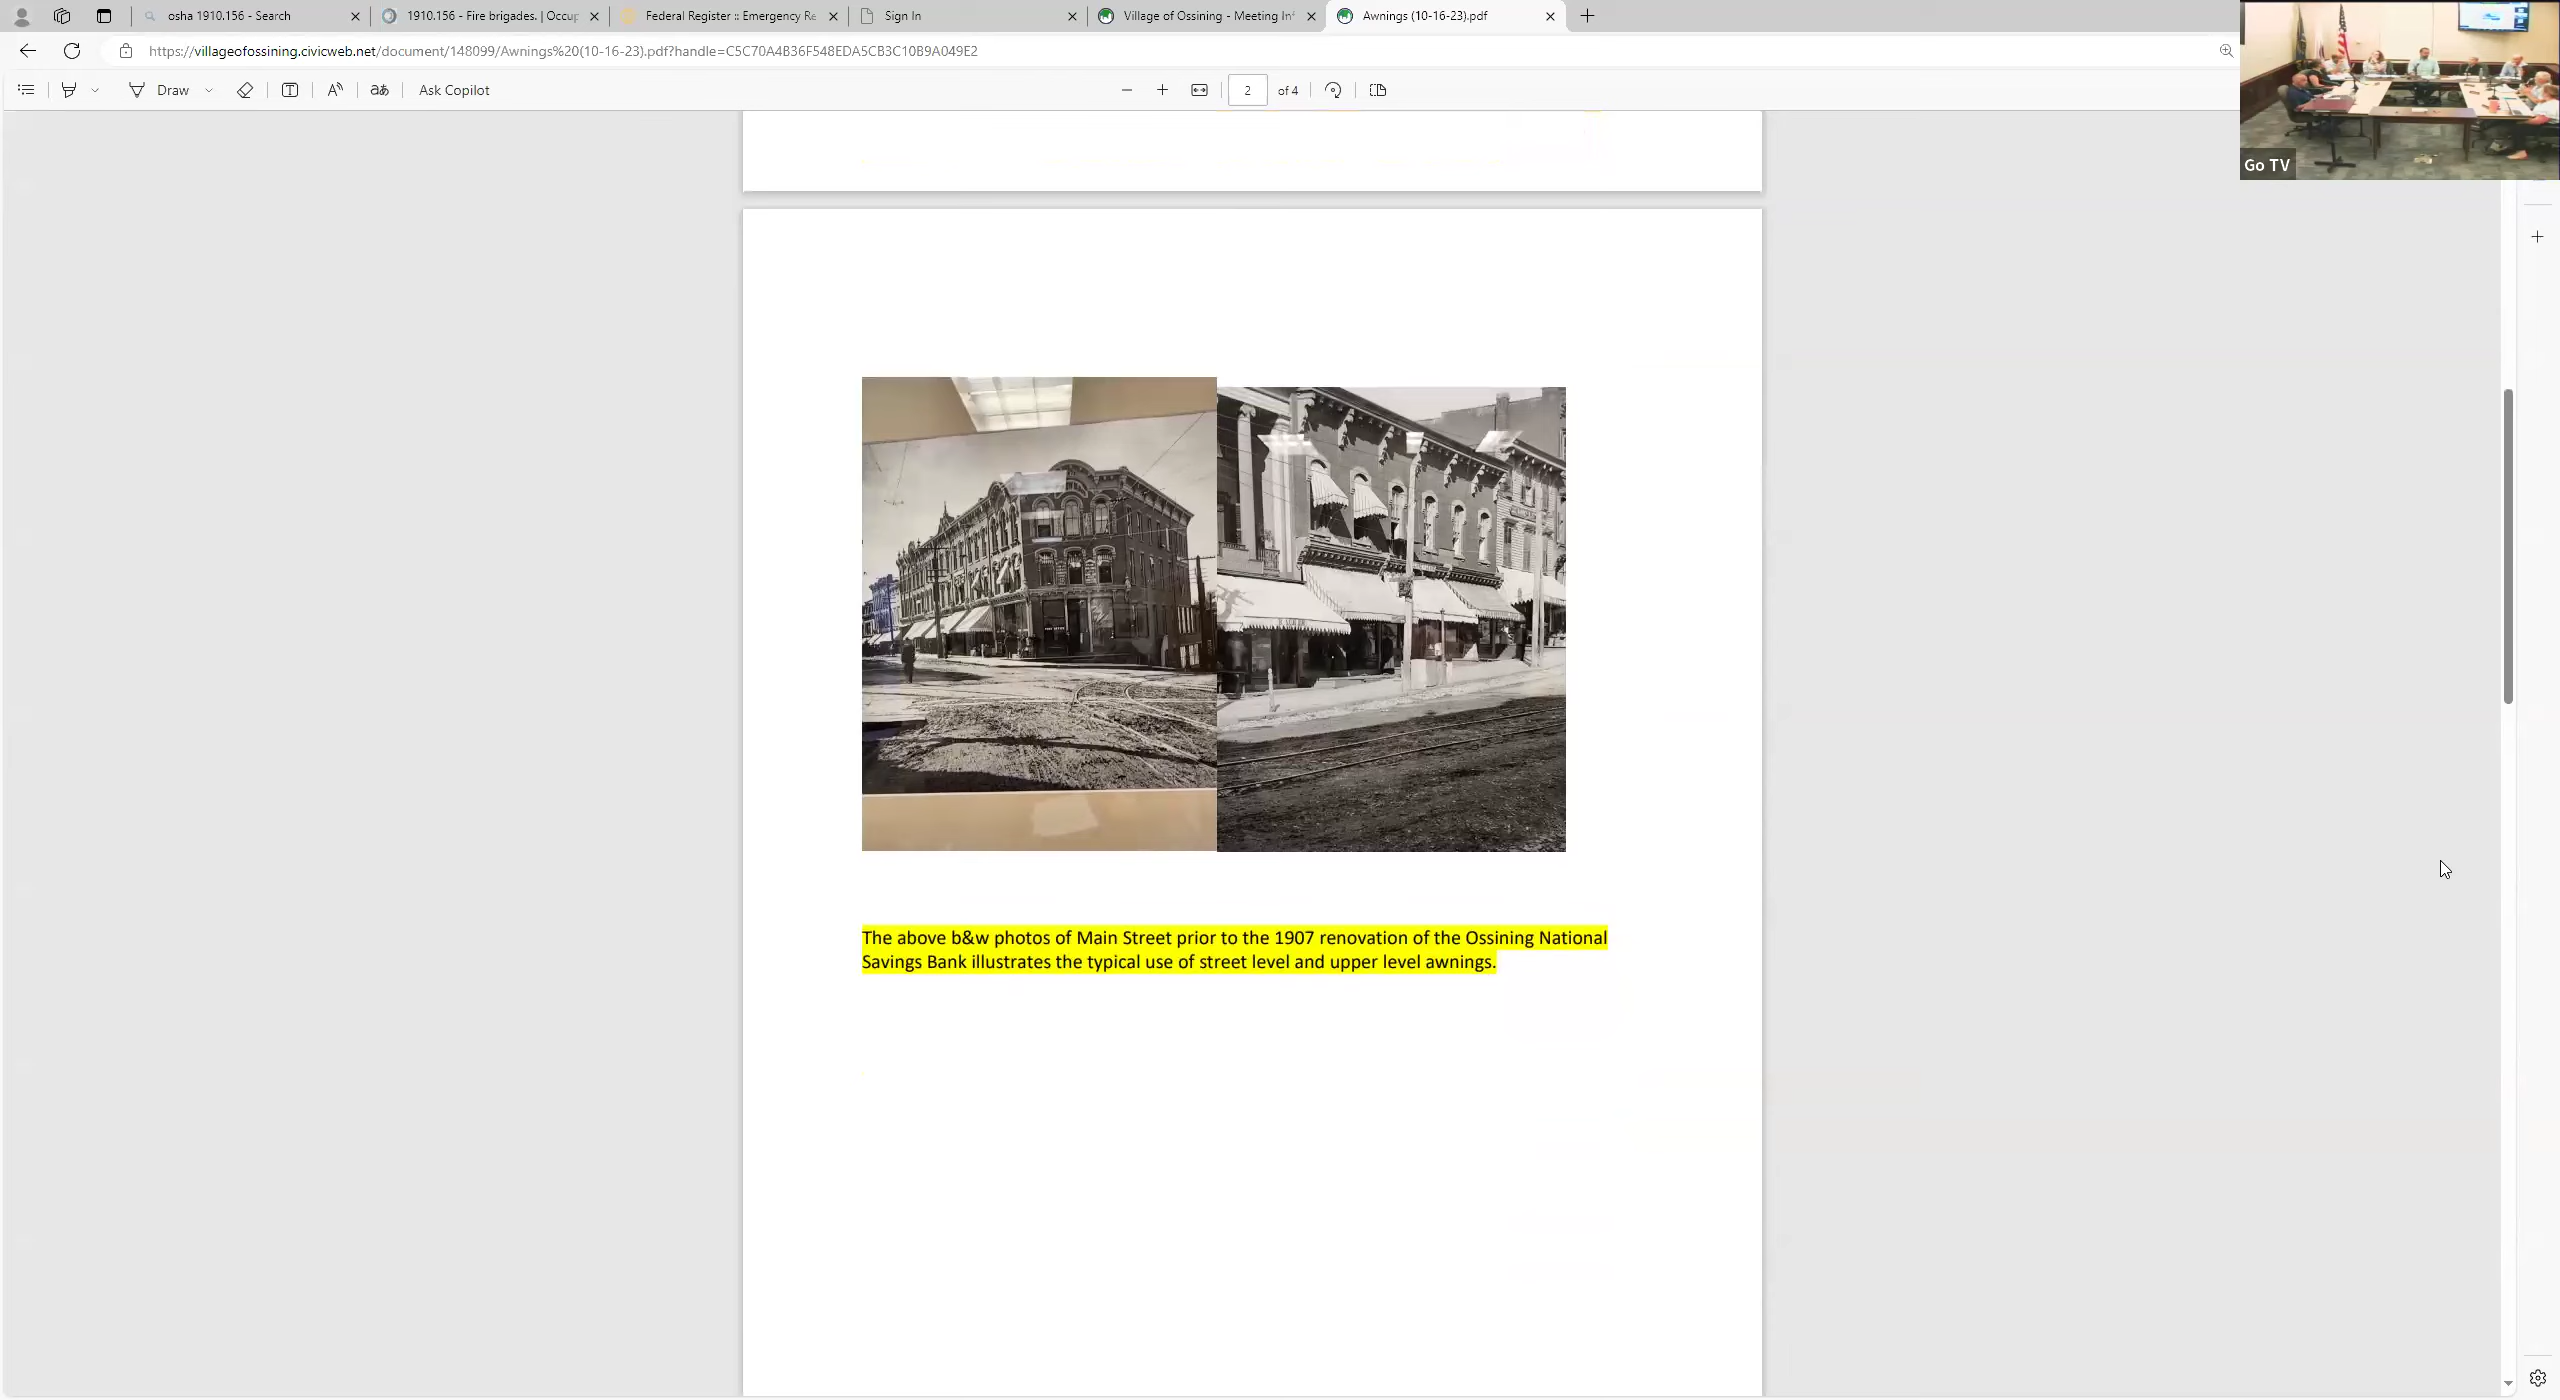 osha 1910.156 - Search
1910.156 - Fire brigades. | Occup
Federal Register :: Emergency Re
Sign In
Village of Ossining - Meeting Inf
Awnings (10-16-23).pdf
https://villageofossining.civicweb.net/document/148099/Awnings%20(10-16-23).pdf?handle=C5C70A4B36F548EDA5CB3C10B9A049E2
Draw
Ask Copilot
2
of 4
Go TV
The above b&w photos of Main Street prior to the 1907 renovation of the Ossining National
Savings Bank illustrates the typical use of street level and upper level awnings.